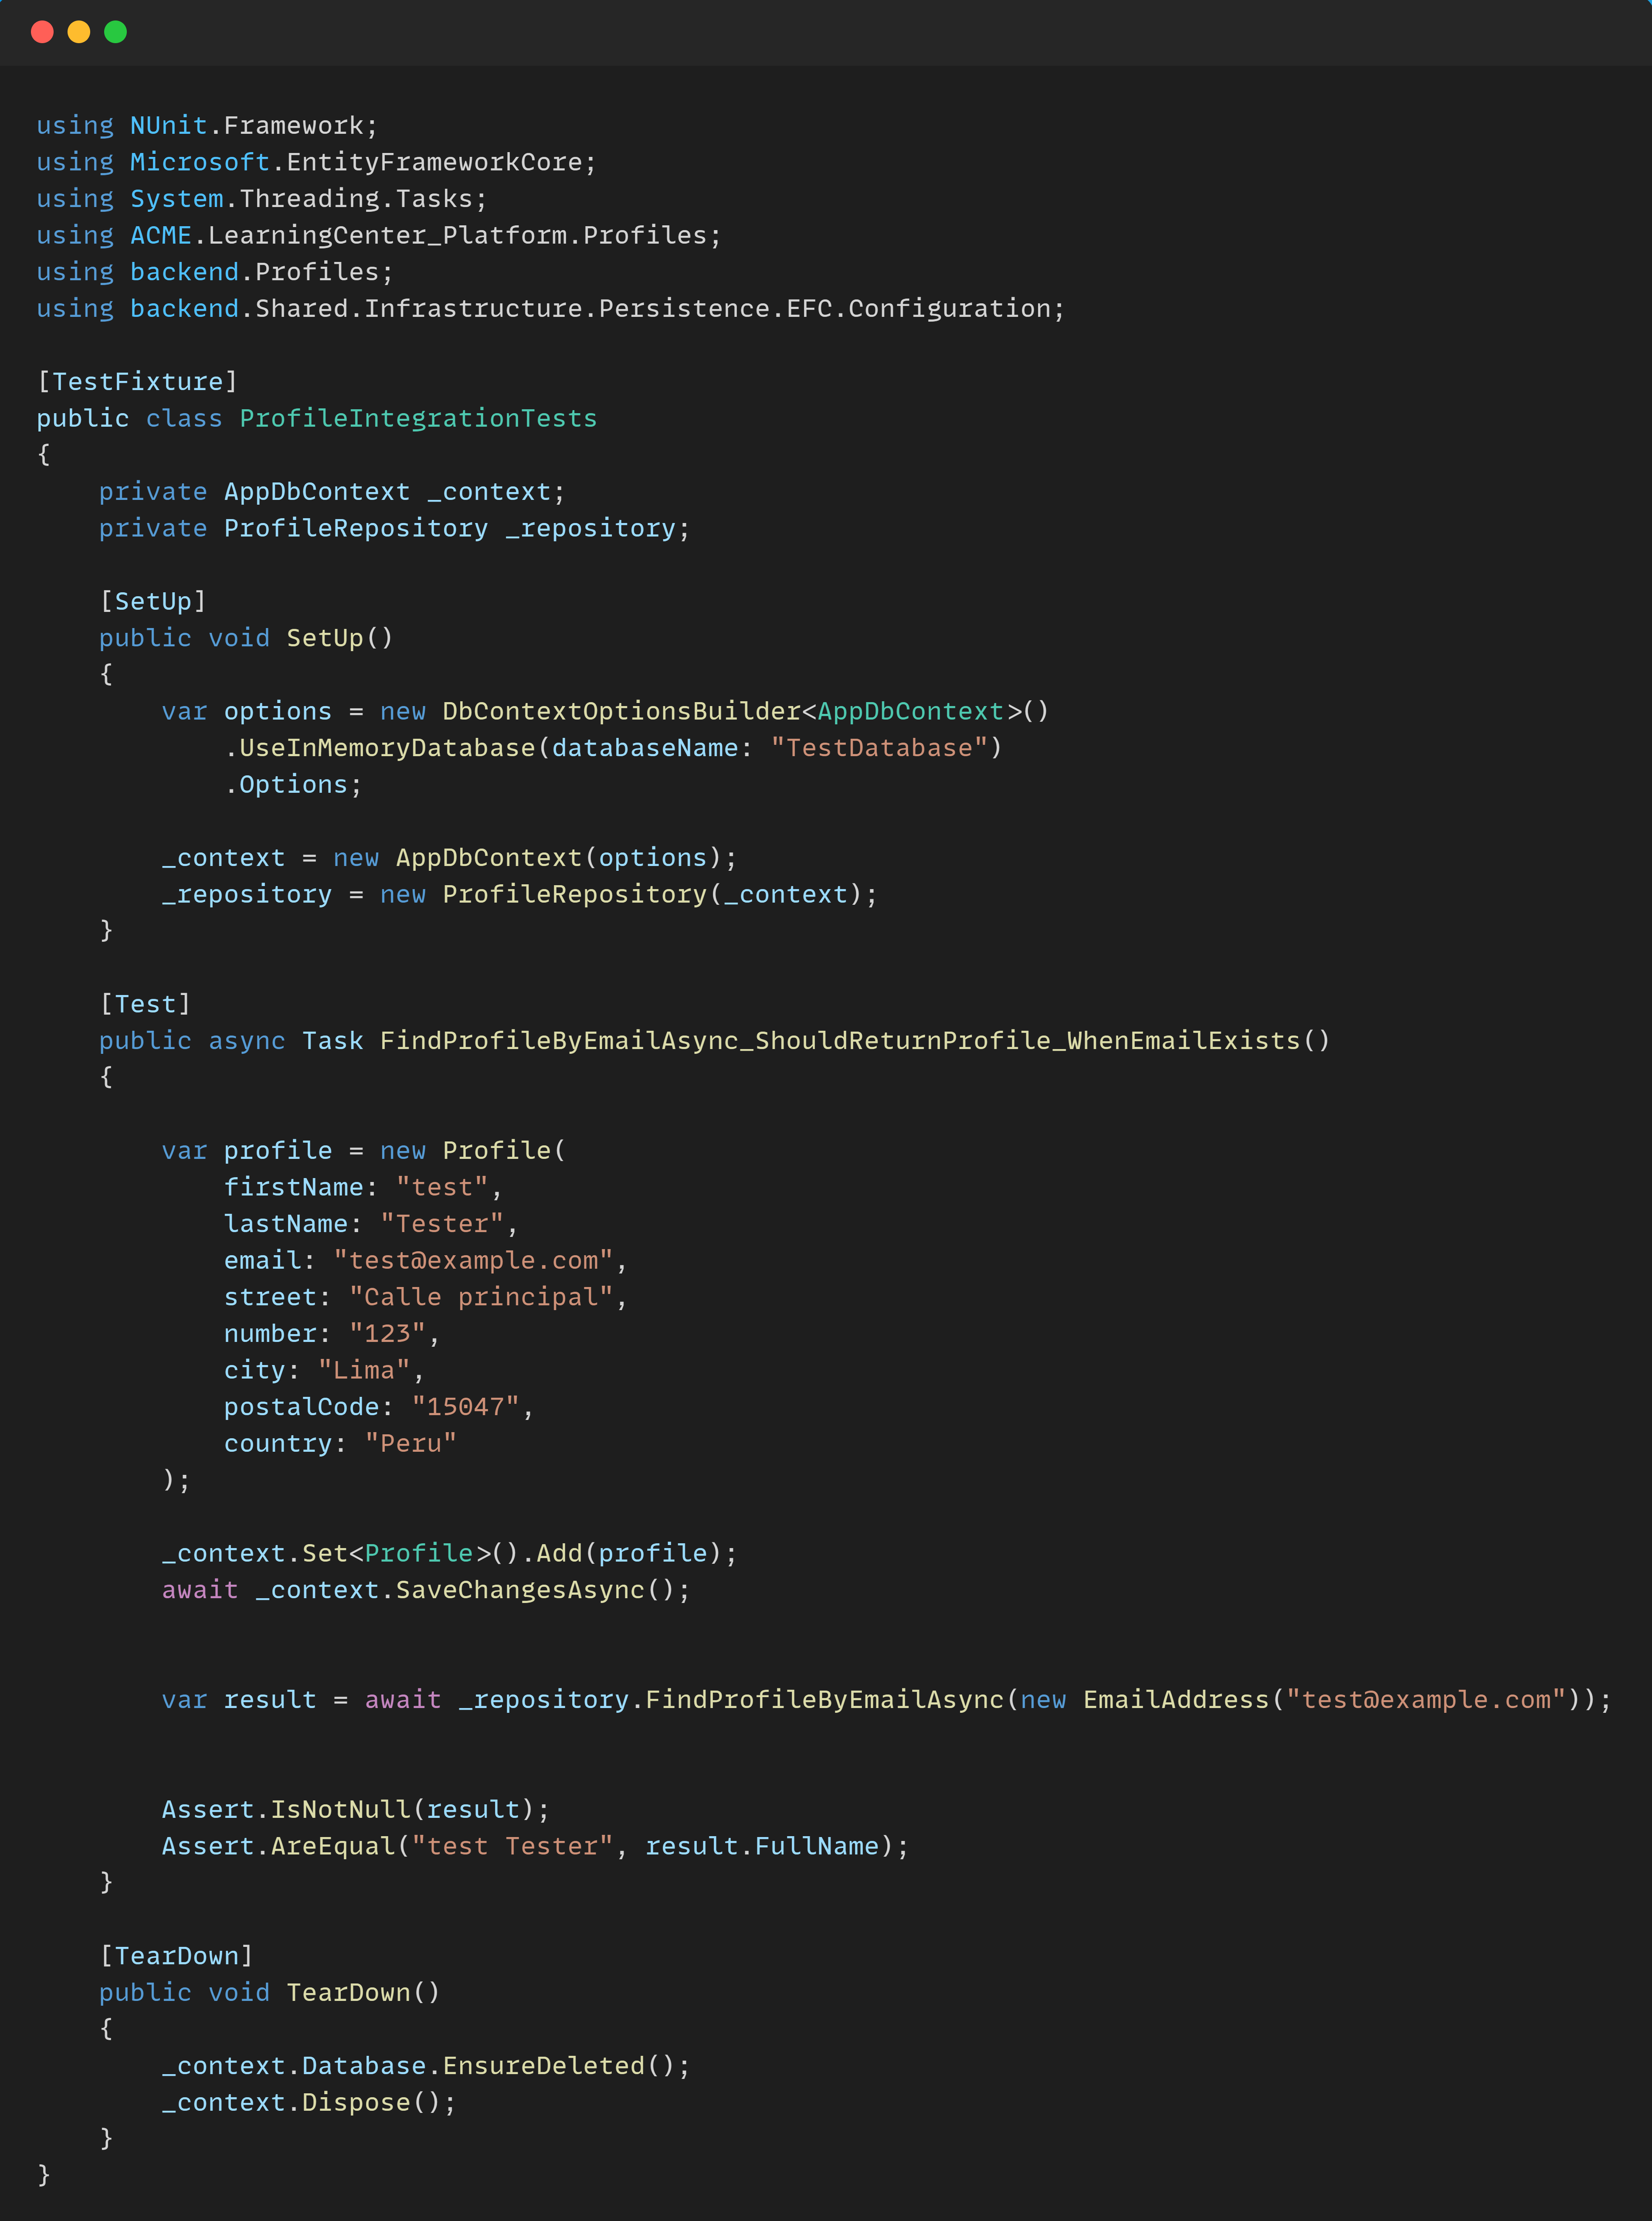 using NUnit.Framework;
using Microsoft.EntityFrameworkCore;
using System.Threading.Tasks;
using ACME.LearningCenter_Platform.Profiles;
using backend.Profiles;
using backend.Shared.Infrastructure.Persistence.EFC.Configuration;

[TestFixture]
public class ProfileIntegrationTests
{
    private AppDbContext _context;
    private ProfileRepository _repository;

    [SetUp]
    public void SetUp()
    {
        var options = new DbContextOptionsBuilder<AppDbContext>()
            .UseInMemoryDatabase(databaseName: "TestDatabase")
            .Options;

        _context = new AppDbContext(options);
        _repository = new ProfileRepository(_context);
    }

    [Test]
    public async Task FindProfileByEmailAsync_ShouldReturnProfile_WhenEmailExists()
    {

        var profile = new Profile(
            firstName: "test",
            lastName: "Tester",
            email: "test@example.com",
            street: "Calle principal",
            number: "123",
            city: "Lima",
            postalCode: "15047",
            country: "Peru"
        );

        _context.Set<Profile>().Add(profile);
        await _context.SaveChangesAsync();


        var result = await _repository.FindProfileByEmailAsync(new EmailAddress("test@example.com"));


        Assert.IsNotNull(result);
        Assert.AreEqual("test Tester", result.FullName);
    }

    [TearDown]
    public void TearDown()
    {
        _context.Database.EnsureDeleted();
        _context.Dispose();
    }
}